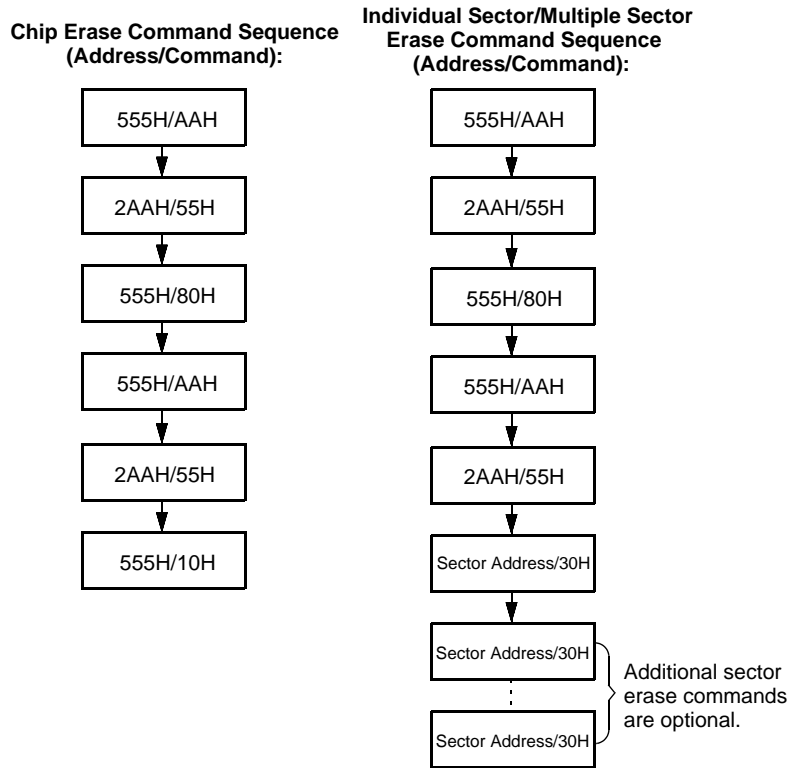 Chip Erase Command Sequence
(Address/Command):
555H/AAH
2AAH/55H
555H/80H
555H/AAH
2AAH/55H
555H/10H
Individual Sector/Multiple Sector
Erase Command Sequence
(Address/Command):
555H/AAH
2AAH/55H
555H/80H
555H/AAH
2AAH/55H
Sector Address/30H
Sector Address/30H
Sector Address/30H
Additional sector
erase commands
are optional.